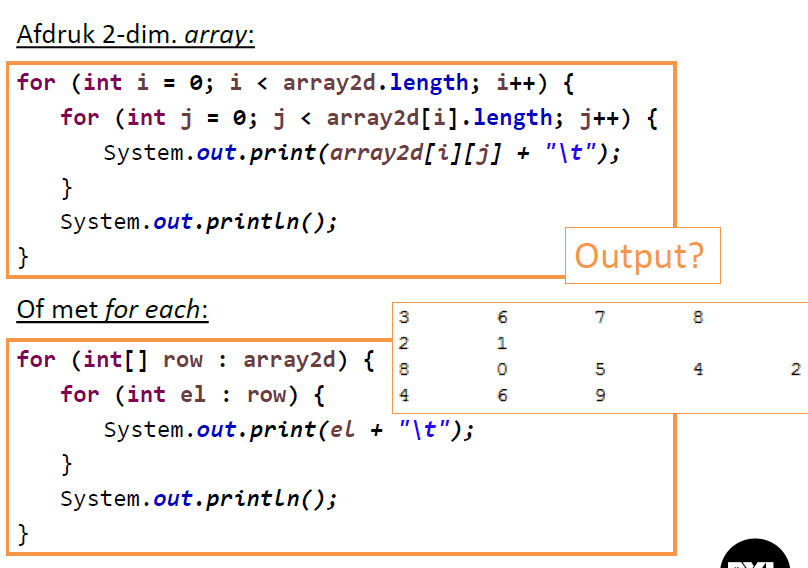 Afdruk 2-dim. array:
for (int i = 0; i < array2d.length; i++) {
for (int j = 0; j < array2d[i].length; j++) {
System.out.print(array2d[i][j] + "\t");
}
System.out.println();
}
Output?
Of met for each:
3 6 7 8
2 1
8 0 5 4 2
4 6 9
for (int[] row : array2d) {
for (int el : row) {
System.out.print(el + "\t");
}
System.out.println();
}